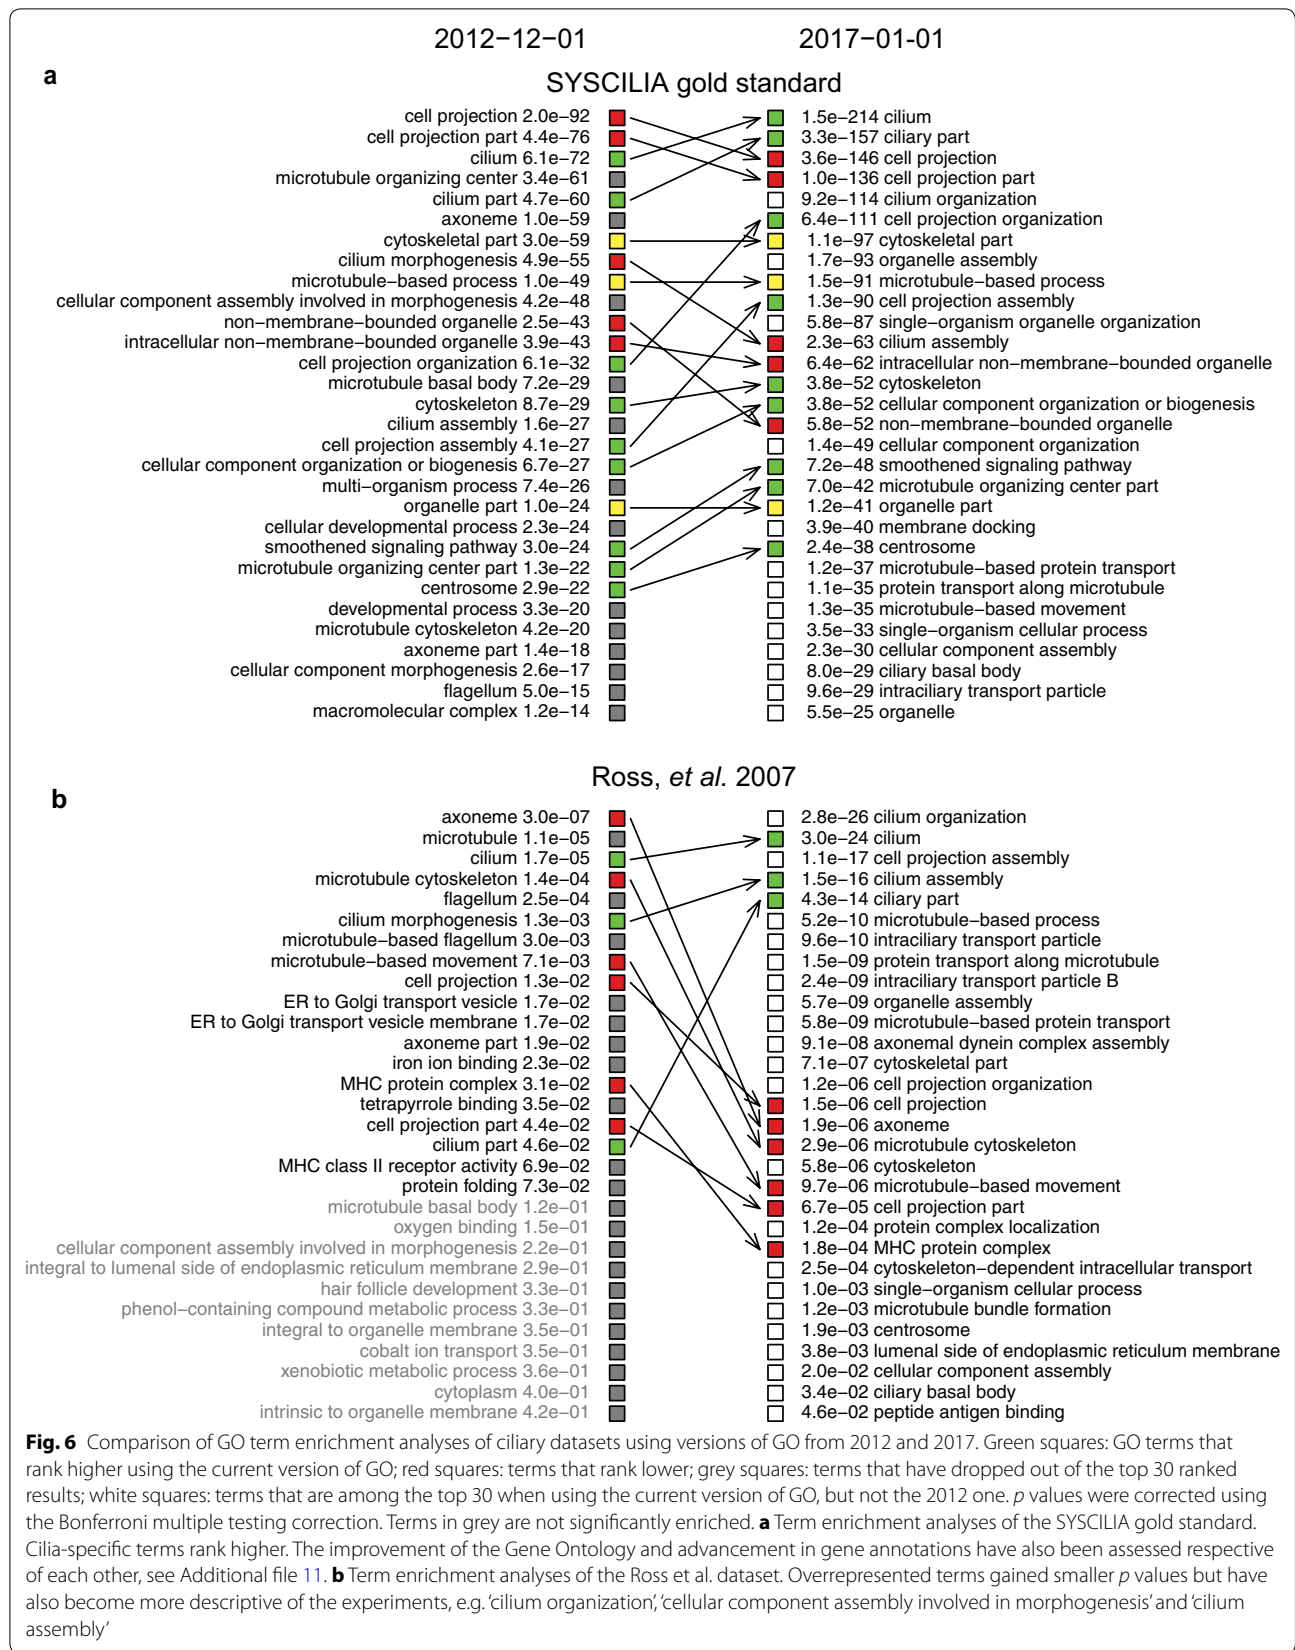 2012−12−01 2017−01-01
a
SYSCILIA gold standard
cell projection 2.0e−92 1.5e−214 cilium
cell projection part 4.4e−76 3.3e−157 ciliary part
cilium 6.1e−72 3.6e−146 cell projection
microtubule organizing center 3.4e−61 1.0e−136 cell projection part
cilium part 4.7e−60 9.2e−114 cilium organization
axoneme 1.0e−59 6.4e−111 cell projection organization
cytoskeletal part 3.0e−59 1.1e−97 cytoskeletal part
cilium morphogenesis 4.9e−55 1.7e−93 organelle assembly
microtubule−based process 1.0e−49 1.5e−91 microtubule−based process
cellular component assembly involved in morphogenesis 4.2e−48 1.3e−90 cell projection assembly
non−membrane−bounded organelle 2.5e−43 5.8e−87 single−organism organelle organization
intracellular non−membrane−bounded organelle 3.9e−43 2.3e−63 cilium assembly
cell projection organization 6.1e−32 6.4e−62 intracellular non−membrane−bounded organelle
microtubule basal body 7.2e−29 3.8e−52 cytoskeleton
cytoskeleton 8.7e−29 3.8e−52 cellular component organization or biogenesis
cilium assembly 1.6e−27 5.8e−52 non−membrane−bounded organelle
cell projection assembly 4.1e−27 1.4e−49 cellular component organization
cellular component organization or biogenesis 6.7e−27 7.2e−48 smoothened signaling pathway
multi−organism process 7.4e−26 7.0e−42 microtubule organizing center part
organelle part 1.0e−24 1.2e−41 organelle part
cellular developmental process 2.3e−24 3.9e−40 membrane docking
smoothened signaling pathway 3.0e−24 2.4e−38 centrosome
microtubule organizing center part 1.3e−22 1.2e−37 microtubule−based protein transport
centrosome 2.9e−22 1.1e−35 protein transport along microtubule
developmental process 3.3e−20 1.3e−35 microtubule−based movement
microtubule cytoskeleton 4.2e−20 3.5e−33 single−organism cellular process
axoneme part 1.4e−18 2.3e−30 cellular component assembly
cellular component morphogenesis 2.6e−17 8.0e−29 ciliary basal body
flagellum 5.0e−15 9.6e−29 intraciliary transport particle
macromolecular complex 1.2e−14 5.5e−25 organelle
Ross, et al. 2007
b
axoneme 3.0e−07 2.8e−26 cilium organization
microtubule 1.1e−05 3.0e−24 cilium
cilium 1.7e−05 1.1e−17 cell projection assembly
microtubule cytoskeleton 1.4e−04 1.5e−16 cilium assembly
flagellum 2.5e−04 4.3e−14 ciliary part
cilium morphogenesis 1.3e−03 5.2e−10 microtubule−based process
microtubule−based flagellum 3.0e−03 9.6e−10 intraciliary transport particle
microtubule−based movement 7.1e−03 1.5e−09 protein transport along microtubule
cell projection 1.3e−02 2.4e−09 intraciliary transport particle B
ER to Golgi transport vesicle 1.7e−02 5.7e−09 organelle assembly
ER to Golgi transport vesicle membrane 1.7e−02 5.8e−09 microtubule−based protein transport
axoneme part 1.9e−02 9.1e−08 axonemal dynein complex assembly
iron ion binding 2.3e−02 7.1e−07 cytoskeletal part
MHC protein complex 3.1e−02 1.2e−06 cell projection organization
tetrapyrrole binding 3.5e−02 1.5e−06 cell projection
cell projection part 4.4e−02 1.9e−06 axoneme
cilium part 4.6e−02 2.9e−06 microtubule cytoskeleton
MHC class II receptor activity 6.9e−02 5.8e−06 cytoskeleton
protein folding 7.3e−02 9.7e−06 microtubule−based movement
microtubule basal body 1.2e−01 6.7e−05 cell projection part
oxygen binding 1.5e−01 1.2e−04 protein complex localization
cellular component assembly involved in morphogenesis 2.2e−01 1.8e−04 MHC protein complex
integral to lumenal side of endoplasmic reticulum membrane 2.9e−01 2.5e−04 cytoskeleton−dependent intracellular transport
hair follicle development 3.3e−01 1.0e−03 single−organism cellular process
phenol−containing compound metabolic process 3.3e−01 1.2e−03 microtubule bundle formation
integral to organelle membrane 3.5e−01 1.9e−03 centrosome
cobalt ion transport 3.5e−01 3.8e−03 lumenal side of endoplasmic reticulum membrane
xenobiotic metabolic process 3.6e−01 2.0e−02 cellular component assembly
cytoplasm 4.0e−01 3.4e−02 ciliary basal body
intrinsic to organelle membrane 4.2e−01 4.6e−02 peptide antigen binding
Fig. 6 Comparison of GO term enrichment analyses of ciliary datasets using versions of GO from 2012 and 2017. Green squares: GO terms that
rank higher using the current version of GO; red squares: terms that rank lower; grey squares: terms that have dropped out of the top 30 ranked
results; white squares: terms that are among the top 30 when using the current version of GO, but not the 2012 one. p values were corrected using
the Bonferroni multiple testing correction. Terms in grey are not significantly enriched. a Term enrichment analyses of the SYSCILIA gold standard.
Cilia-specific terms rank higher. The improvement of the Gene Ontology and advancement in gene annotations have also been assessed respective
of each other, see Additional file 11. b Term enrichment analyses of the Ross et al. dataset. Overrepresented terms gained smaller p values but have
also become more descriptive of the experiments, e.g. ‘cilium organization’, ‘cellular component assembly involved in morphogenesis’ and ‘cilium
assembly’